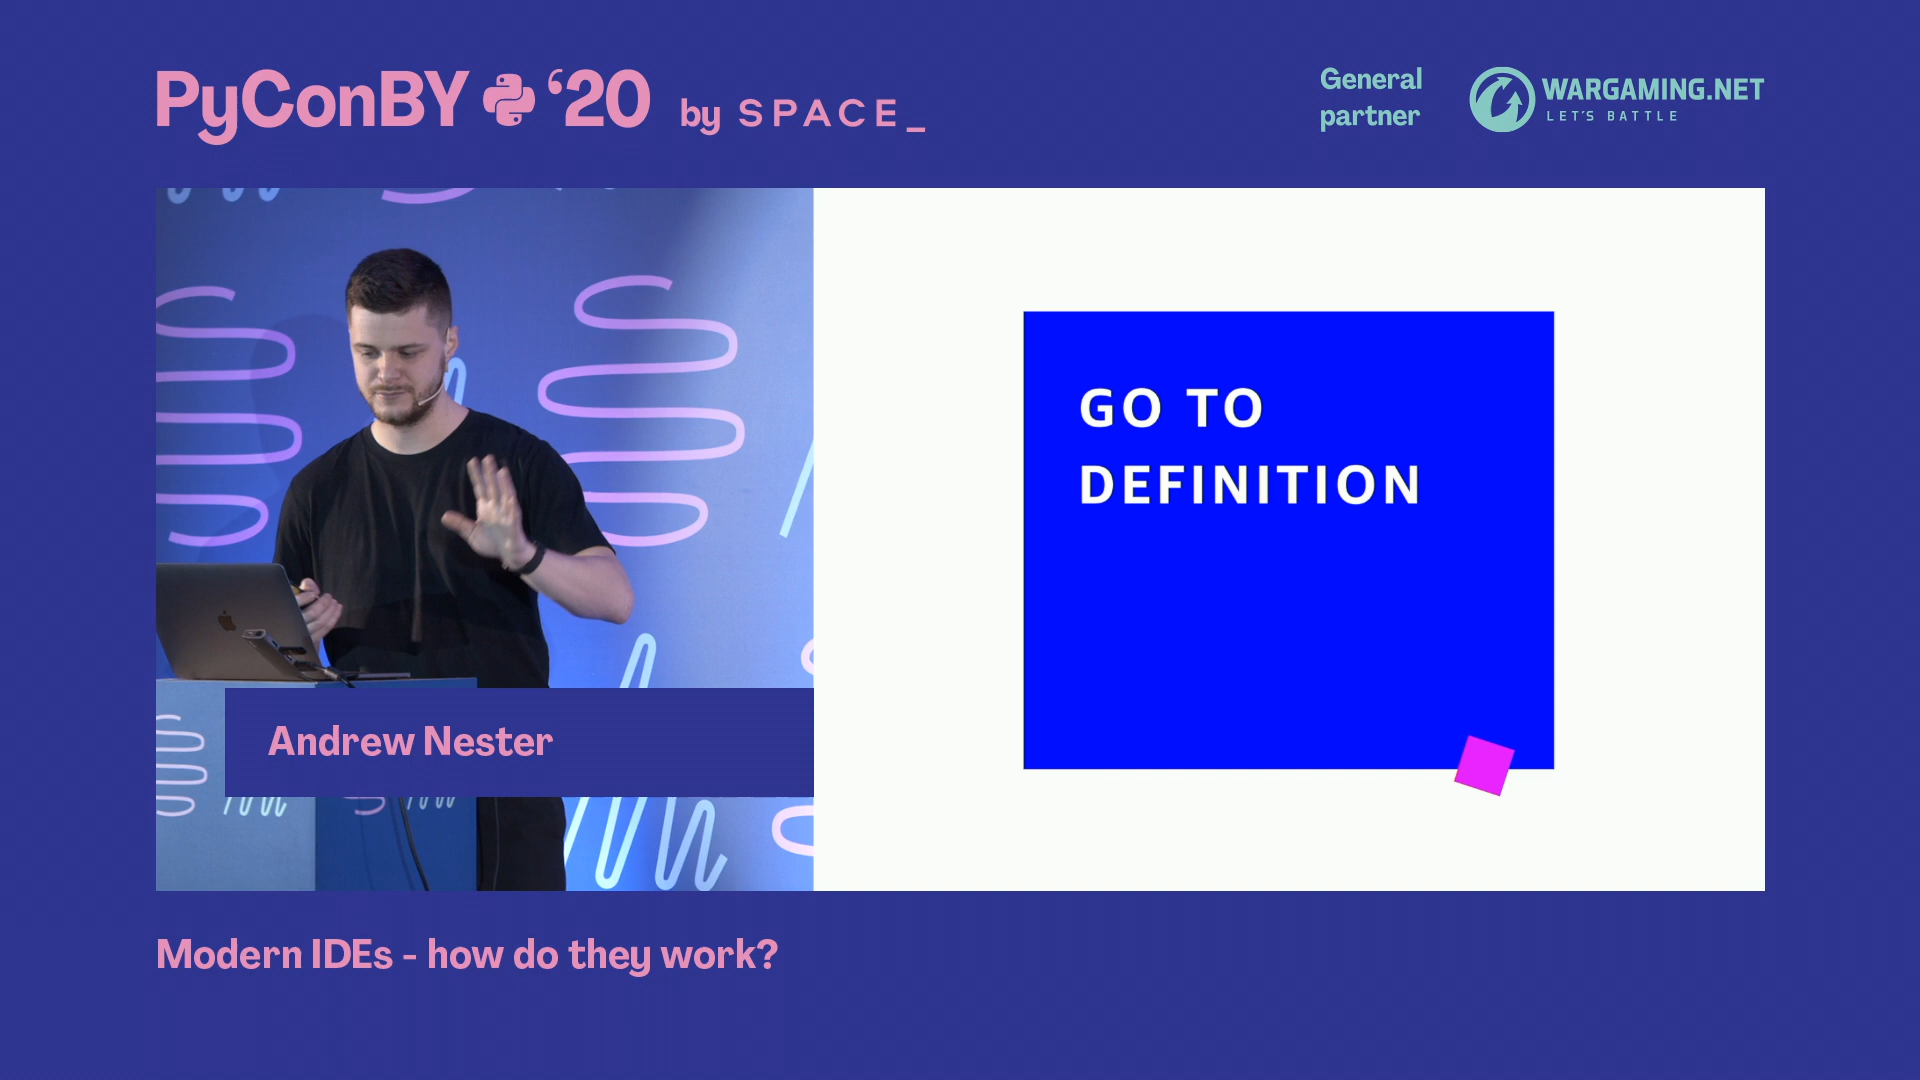 PyConBY ‘20 by SPACE_
General
partner
WARGAMING.NET
LET'S BATTLE
GO TO
DEFINITION
Andrew Nester
Modern IDEs - how do they work?